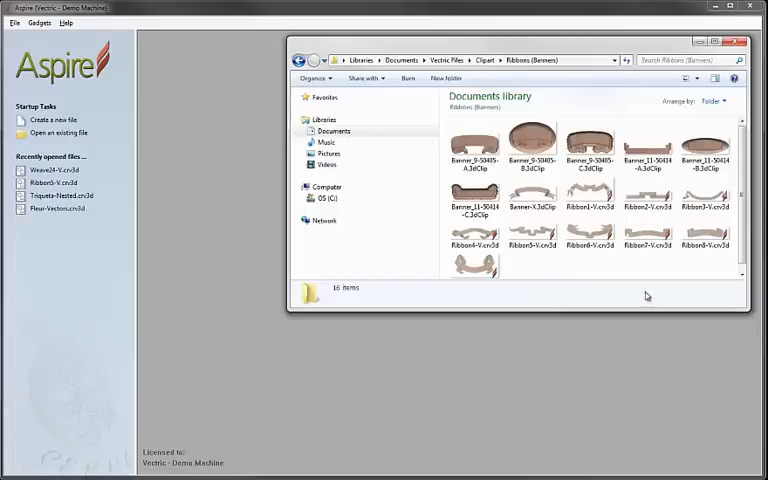 Aspire (Vectric - Demo Machine)
File Gadgets Help
Aspire
Startup Tasks
Create a new file
Open an existing file
Recently opened files ...
Weave24-V.crv3d
Ribbon5-V.crv3d
Triqueta-Nested.crv3d
Fleur-Vectors.crv3d
Libraries Documents Vectric Files Clipart Ribbons (Banners)
Search Ribbons (Banners)
Organize Share with Burn New folder
Favorites
Libraries
Documents
Music
Pictures
Videos
Computer
OS (C:)
Network
Documents library
Ribbons (Banners)
Arrange by: Folder
Banner_9-50405-A.3dClip
Banner_9-50405-B.3dClip
Banner_9-50405-C.3dClip
Banner_11-50414-A.3dClip
Banner_11-50414-B.3dClip
Banner_11-50414-C.3dClip
Banner-X.3dClip
Ribbon1-V.crv3d
Ribbon2-V.crv3d
Ribbon3-V.crv3d
Ribbon4-V.crv3d
Ribbon5-V.crv3d
Ribbon6-V.crv3d
Ribbon7-V.crv3d
Ribbon8-V.crv3d
16 items
Licensed to:
Vectric - Demo Machine